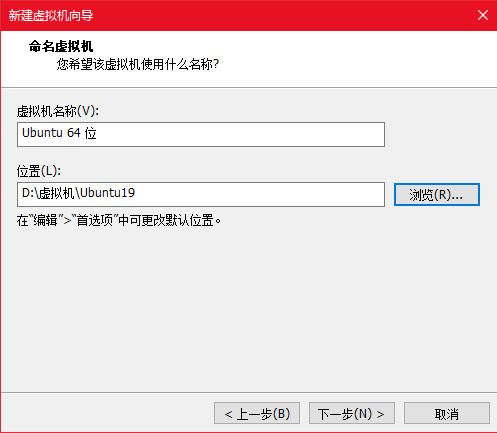 新建虚拟机向导
命名虚拟机
您希望该虚拟机使用什么名称?
虚拟机名称(V):
Ubuntu 64 位
位置(L):
D:\虚拟机\Ubuntu19
浏览(R)...
在“编辑”>“首选项”中可更改默认位置。
< 上一步(B) 下一步(N) > 取消